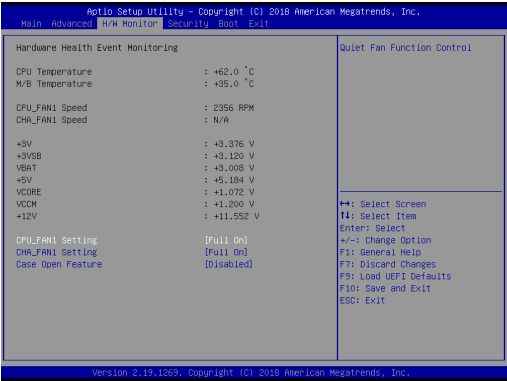 Aptio Setup Utility – Copyright (C) 2018 American Megatrends, Inc.
Main Advanced H/W Monitor Security Boot Exit
Hardware Health Event Monitoring
Quiet Fan Function Control
CPU Temperature : +62.0 °C
M/B Temperature : +35.0 °C
CPU_FAN1 Speed : 2356 RPM
CHA_FAN1 Speed : N/A
+3V : +3.376 V
+3VSB : +3.120 V
VBAT : +3.008 V
+5V : +5.184 V
VCORE : +1.072 V
VCCM : +1.200 V
+12V : +11.552 V
CPU_FAN1 Setting [Full On]
CHA_FAN1 Setting [Full On]
Case Open Feature [Disabled]
↔: Select Screen
↑↓: Select Item
Enter: Select
+/-: Change Option
F1: General Help
F7: Discard Changes
F9: Load UEFI Defaults
F10: Save and Exit
ESC: Exit
Version 2.19.1269. Copyright (C) 2018 American Megatrends, Inc.